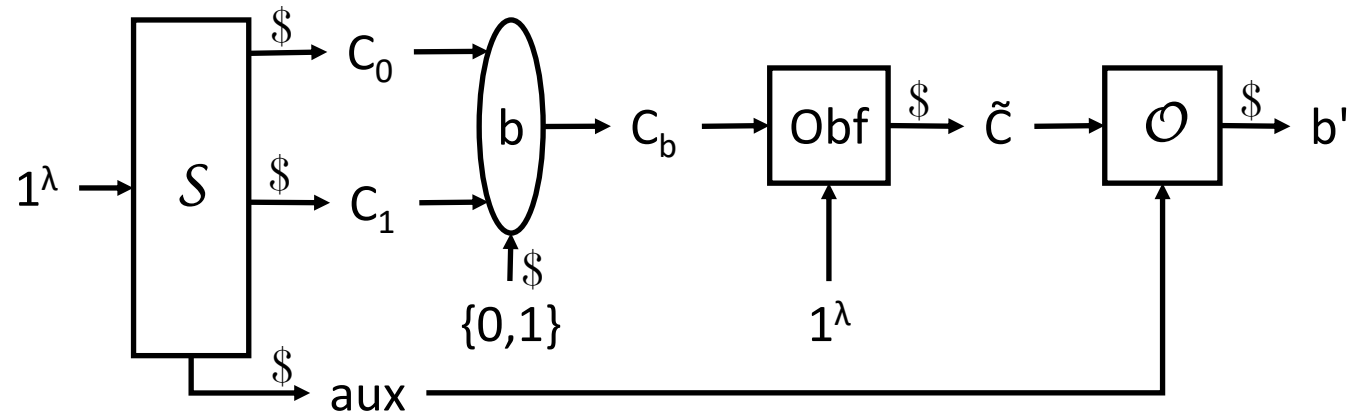 $ C₀
$ C₁
1^λ
𝒮
b
$
{0,1}
C_b
Obf
$
C̃
𝒪
$
b'
1^λ
$
aux